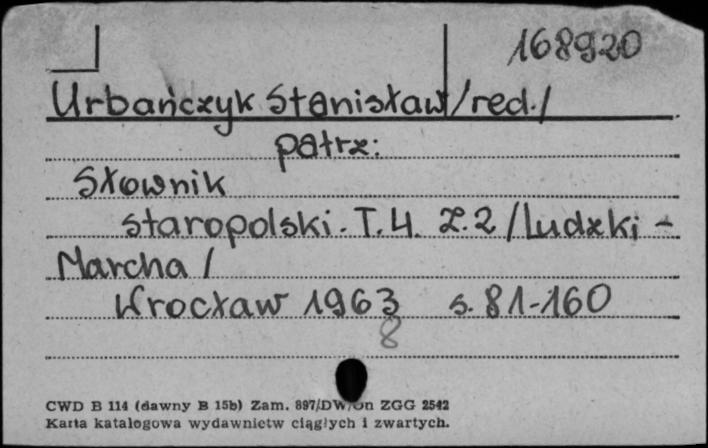 168920
Urbańczyk Stanisław /red./
patrz:
Słownik
staropolski. T.4. Z.2 /Ludzki -
Marcha /
Wrocław 1963 s. 81-160
8
CWD B 114 (dawny B 15b) Zam. 897/DW/On ZGG 2542
Karta katalogowa wydawnictw ciągłych i zwartych.